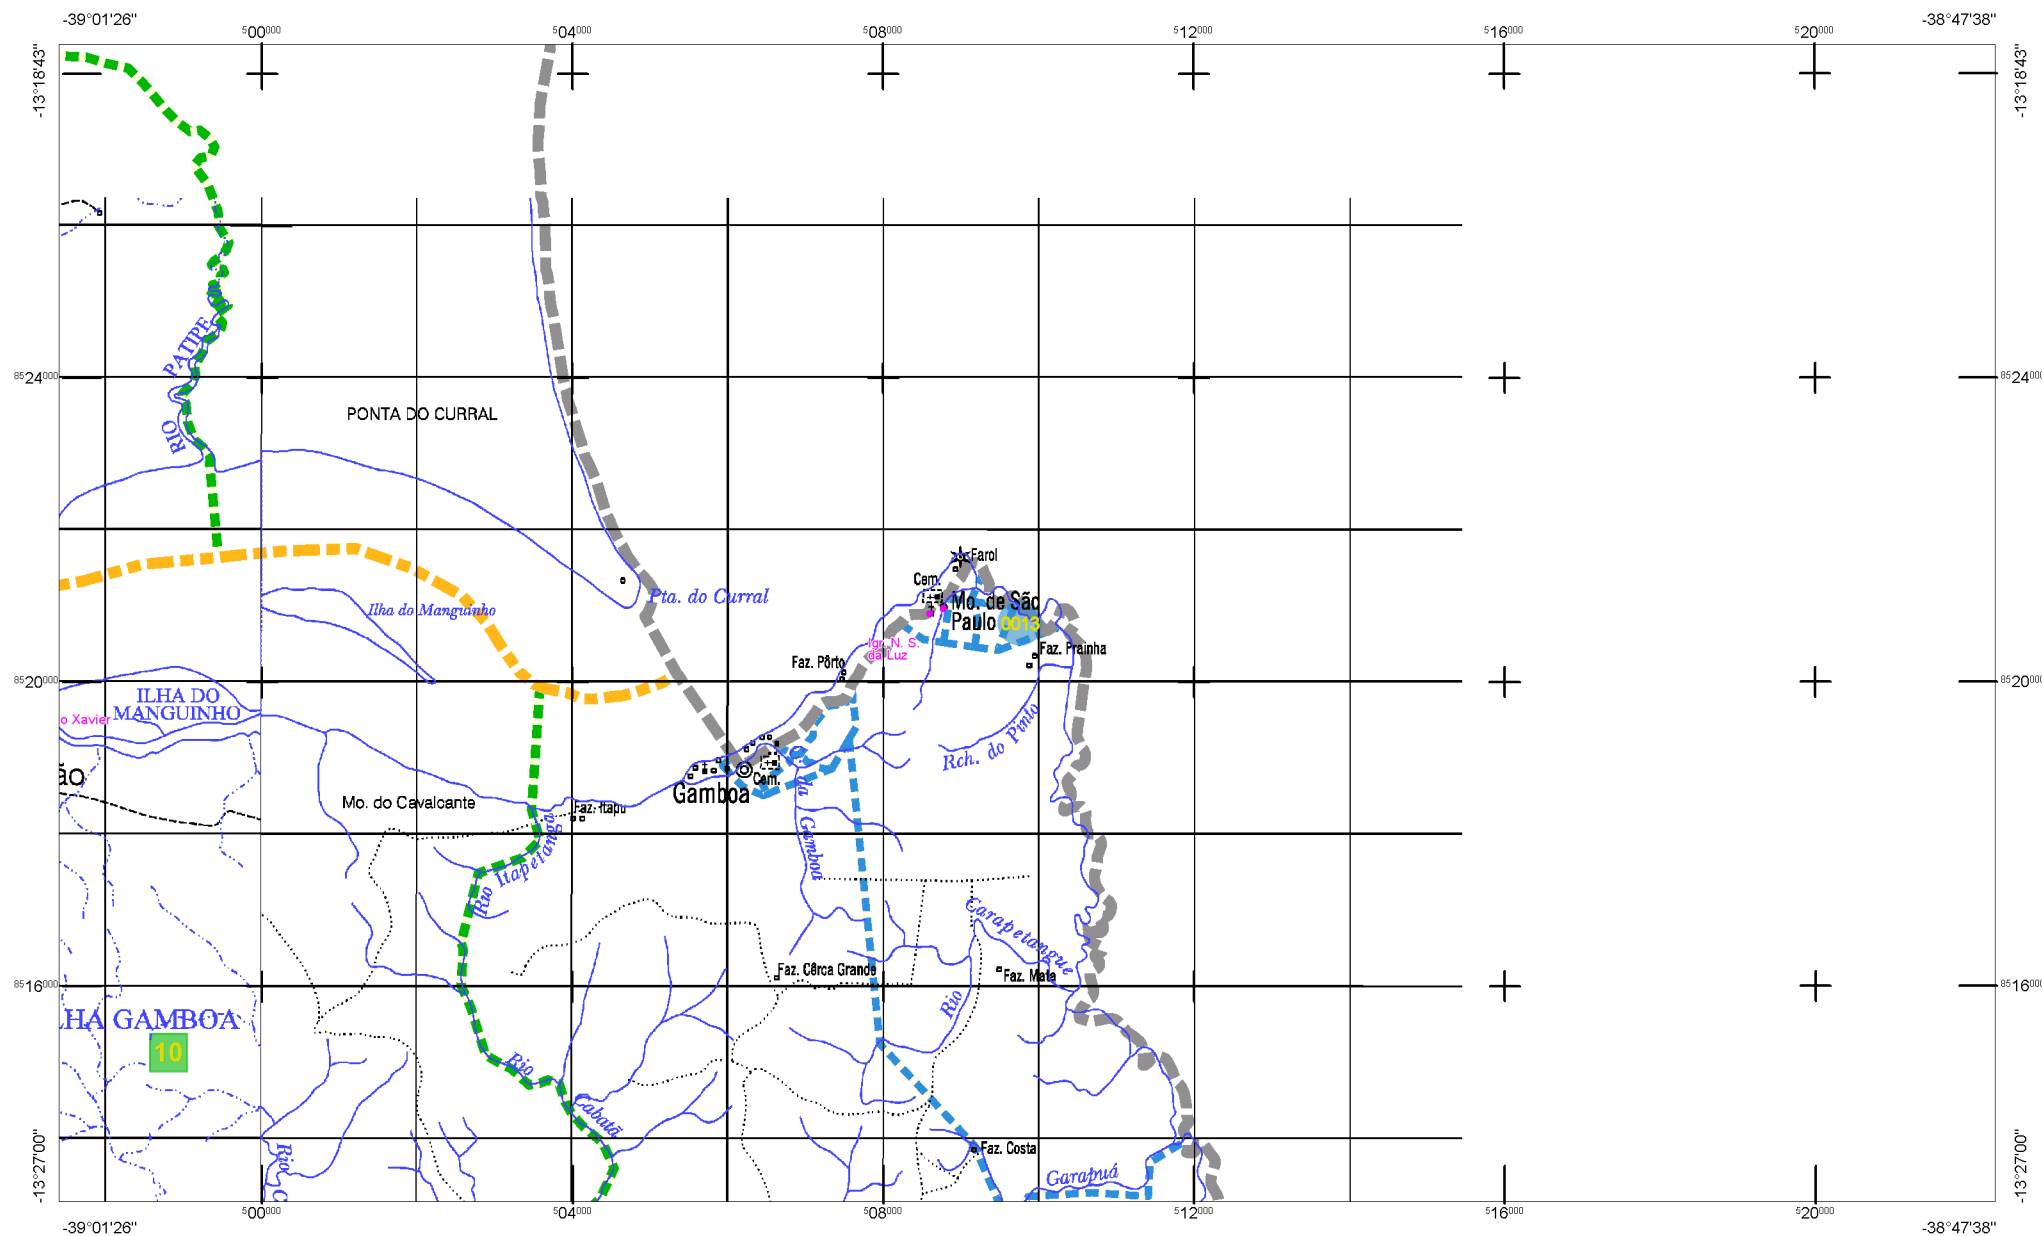 -39°01'26" -38°47'38"
500000 504000 508000 512000 516000 520000
-13°18'43" -13°18'43"
PATIPE
RIO
8524000 8524000
PONTA DO CURRAL
Farol
Cem.
Pta. do Curral
Ilha do Manguinho
Mo. de São
Paulo 0013
Igr. N. S.
da Luz
Faz. Prainha
Faz. Pôrto
8520000 8520000
ILHA DO
MANGUINHO
o Xavier
Rch. do Pinto
ão
Cem.
Gamboa
Mo. do Cavalcante
Faz. Itapu
da Gamboa
Rio Itapetanga
Carapetangue
Rio
Faz. Cêrca Grande
Faz. Mata
8516000 8516000
LHA GAMBOA
10
Rio
Labatã
Faz. Costa
Garapuá
Rio C
-13°27'00" -13°27'00"
500000 504000 508000 512000 516000 520000
-39°01'26" -38°47'38"